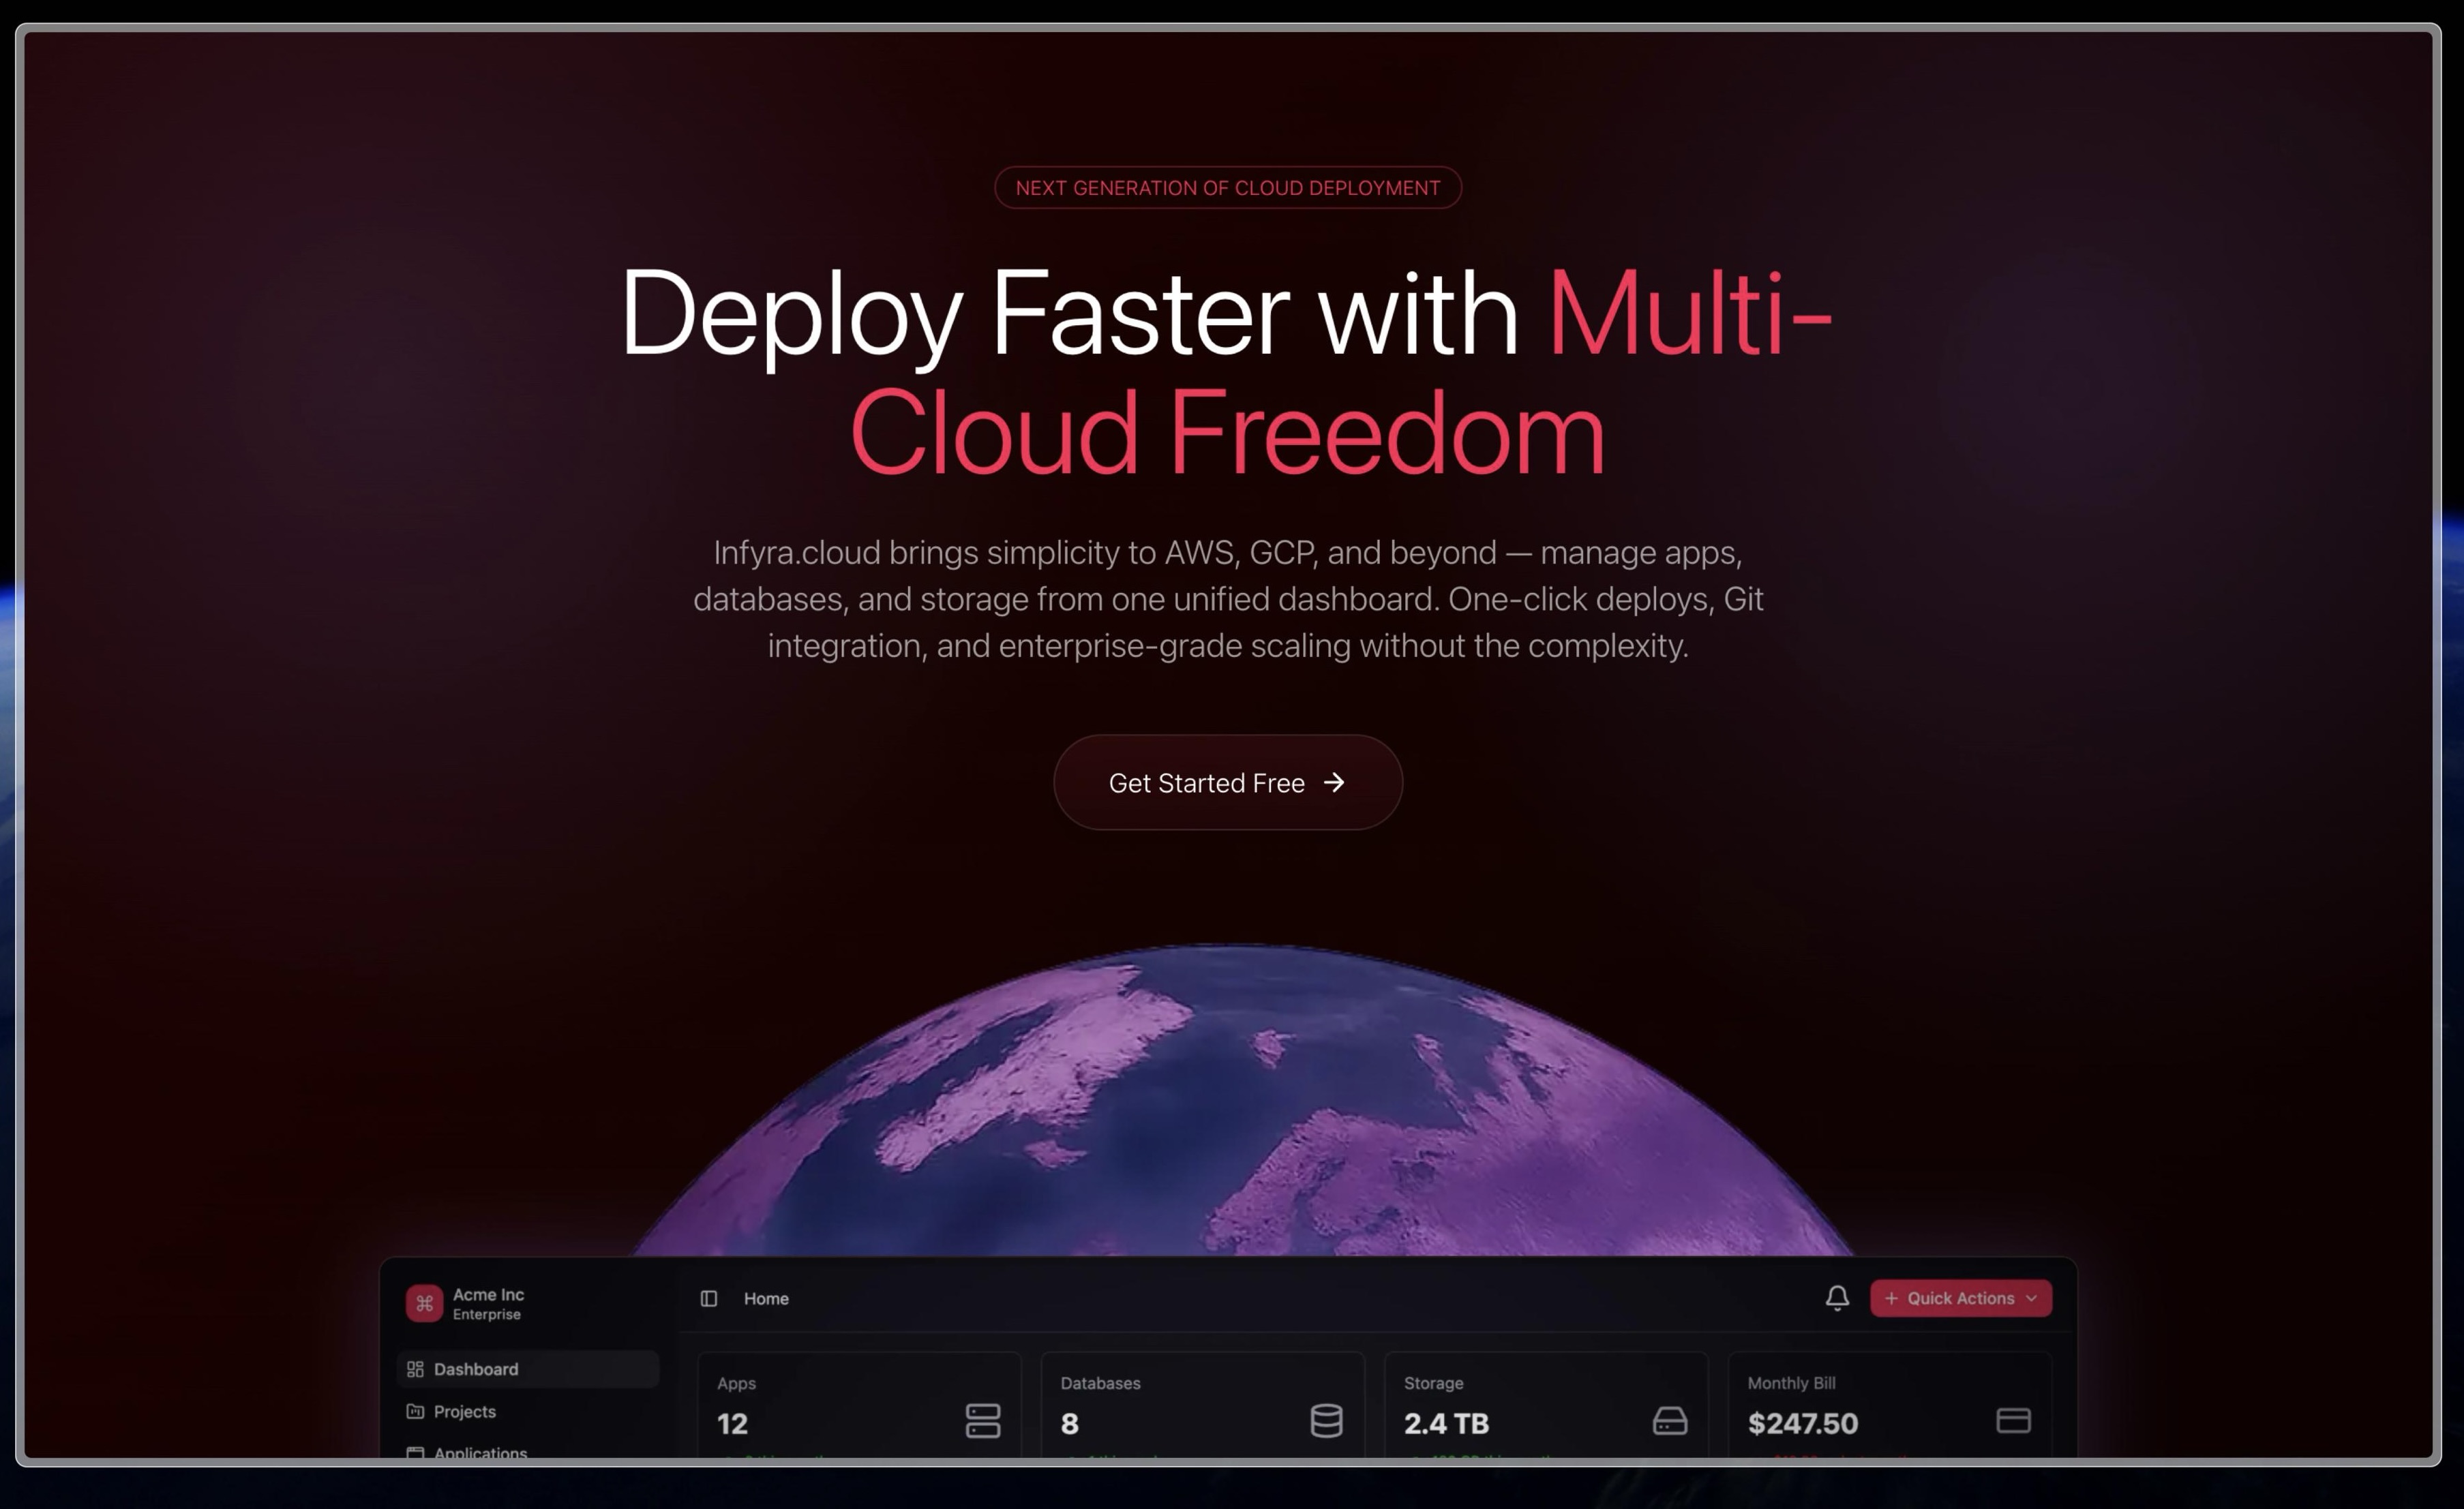 NEXT GENERATION OF CLOUD DEPLOYMENT
Deploy Faster with Multi-
Cloud Freedom
Infyra.cloud brings simplicity to AWS, GCP, and beyond — manage apps,
databases, and storage from one unified dashboard. One-click deploys, Git
integration, and enterprise-grade scaling without the complexity.
Get Started Free
Acme Inc
Enterprise
Home
Quick Actions
Dashboard
Projects
Applications
Apps
12
Databases
8
Storage
2.4 TB
Monthly Bill
$247.50